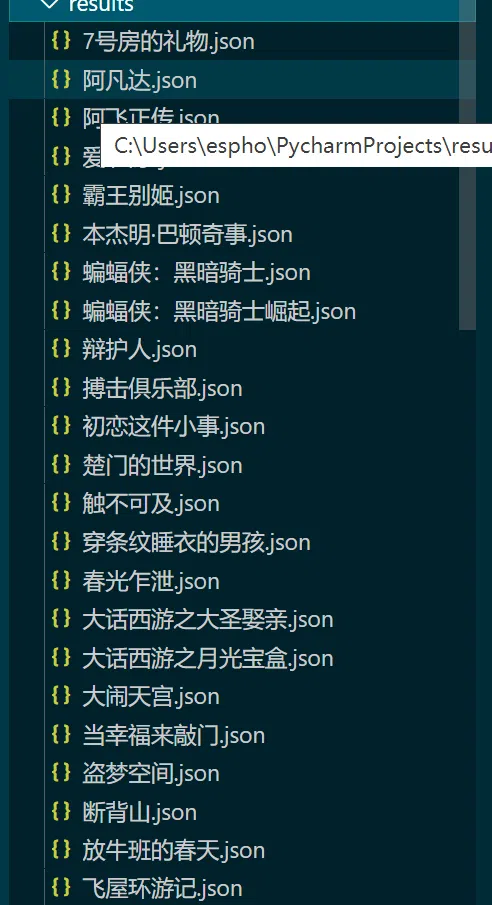 results
7号房的礼物.json
阿凡达.json
阿飞正传.json
C:\Users\espho\PycharmProjects\resu
霸王别姬.json
本杰明·巴顿奇事.json
蝙蝠侠：黑暗骑士.json
蝙蝠侠：黑暗骑士崛起.json
辩护人.json
搏击俱乐部.json
初恋这件小事.json
楚门的世界.json
触不可及.json
穿条纹睡衣的男孩.json
春光乍泄.json
大话西游之大圣娶亲.json
大话西游之月光宝盒.json
大闹天宫.json
当幸福来敲门.json
盗梦空间.json
断背山.json
放牛班的春天.json
飞屋环游记.json